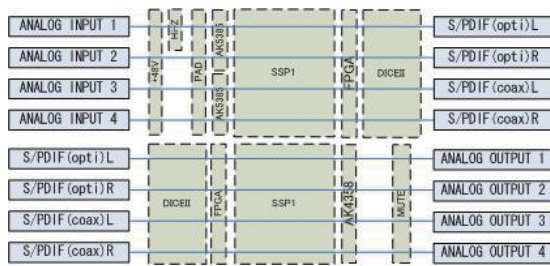 ANALOG INPUT 1
ANALOG INPUT 2
ANALOG INPUT 3
ANALOG INPUT 4
+48V
HI-Z
PAD
AK5385
AK5385
SSP1
FPGA
DICEII
S/PDIF(opti)L
S/PDIF(opti)R
S/PDIF(coax)L
S/PDIF(coax)R
S/PDIF(opti)L
S/PDIF(opti)R
S/PDIF(coax)L
S/PDIF(coax)R
DICEII
FPGA
SSP1
AK4358
MUTE
ANALOG OUTPUT 1
ANALOG OUTPUT 2
ANALOG OUTPUT 3
ANALOG OUTPUT 4